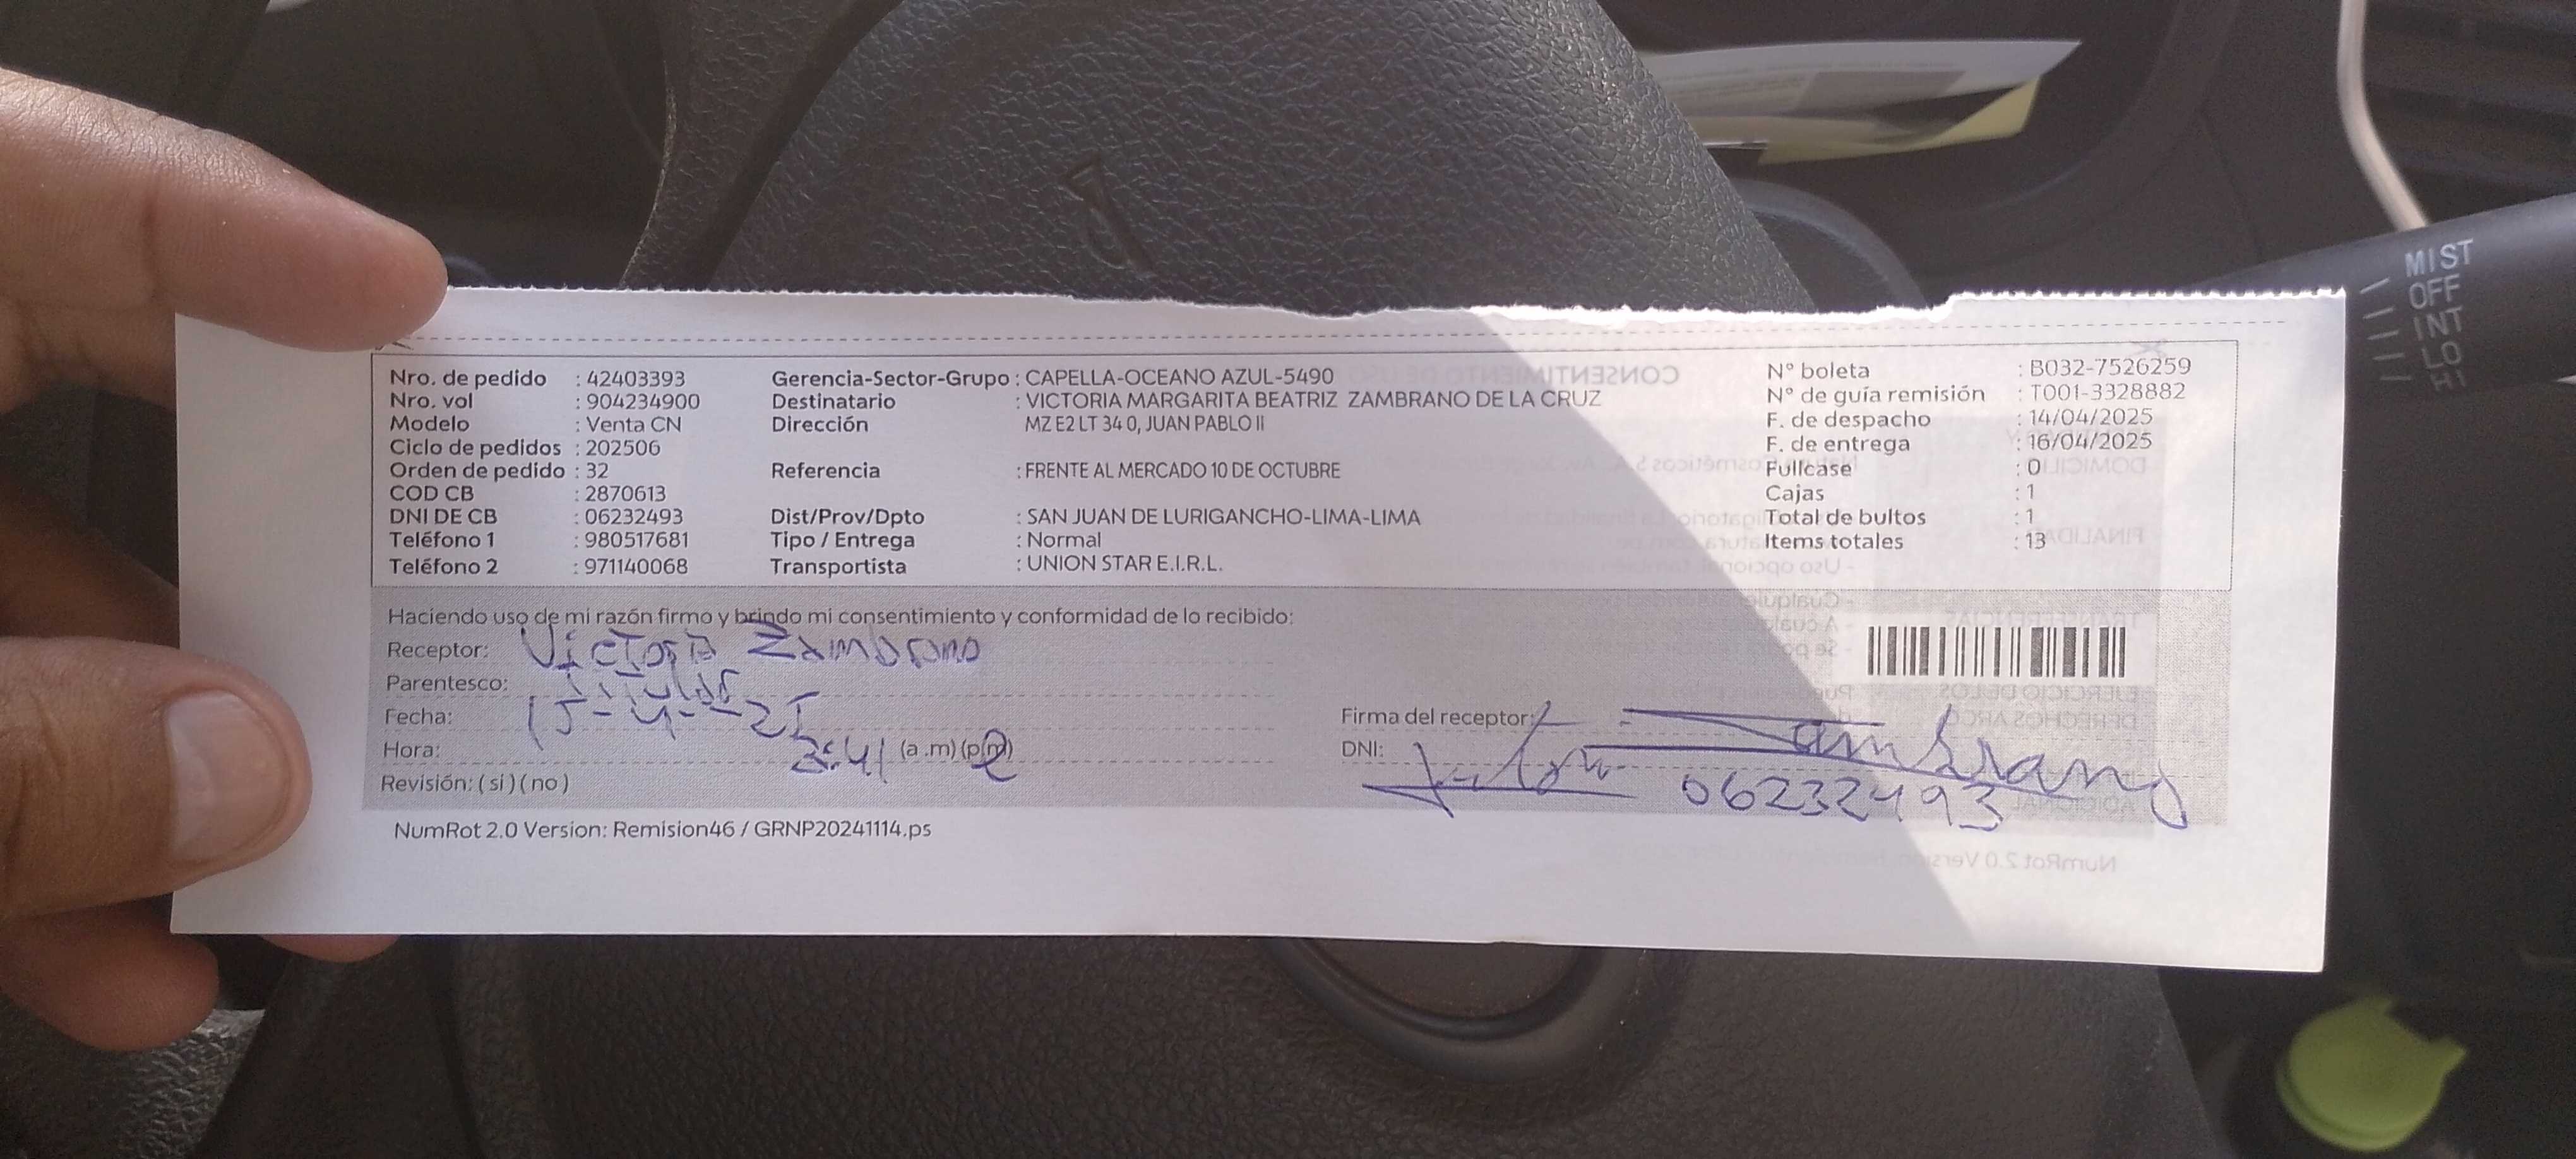 Nro. de pedido : 42403393 Gerencia-Sector-Grupo : CAPELLA-OCEANO AZUL-5490 N° boleta : B032-7526259
Nro. vol : 904234900 Destinatario : VICTORIA MARGARITA BEATRIZ ZAMBRANO DE LA CRUZ N° de guía remisión : T001-3328882
Modelo : Venta CN Dirección MZ E2 LT 34 0, JUAN PABLO II F. de despacho : 14/04/2025
Ciclo de pedidos : 202506 F. de entrega : 16/04/2025
Orden de pedido : 32 Referencia : FRENTE AL MERCADO 10 DE OCTUBRE Fullcase : 0
COD CB : 2870613 Cajas : 1
DNI DE CB : 06232493 Dist/Prov/Dpto : SAN JUAN DE LURIGANCHO-LIMA-LIMA Total de bultos : 1
Teléfono 1 : 980517681 Tipo / Entrega : Normal Items totales : 13
Teléfono 2 : 971140068 Transportista : UNION STAR E.I.R.L.
Haciendo uso de mi razón firmo y brindo mi consentimiento y conformidad de lo recibido:
Receptor: Victoria Zambrano
Parentesco: Titular
Fecha: 15-4-25 Firma del receptor: Zambrano
Hora: 3:41 (a.m)(p.m) DNI: 06232493
Revisión: (si)(no)
NumRot 2.0 Version: Remision46 / GRNP20241114.ps
MIST
OFF
INT
LO
HI